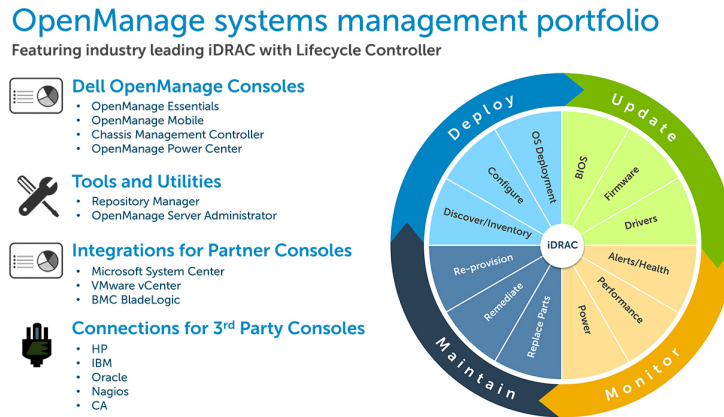 OpenManage systems management portfolio
Featuring industry leading iDRAC with Lifecycle Controller
Dell OpenManage Consoles
• OpenManage Essentials
• OpenManage Mobile
• Chassis Management Controller
• OpenManage Power Center
Tools and Utilities
• Repository Manager
• OpenManage Server Administrator
Integrations for Partner Consoles
• Microsoft System Center
• VMware vCenter
• BMC BladeLogic
Connections for 3rd Party Consoles
• HP
• IBM
• Oracle
• Nagios
• CA
Deploy
Discover/Inventory
Configure
OS Deployment
Update
BIOS
Firmware
Drivers
iDRAC
Monitor
Alerts/Health
Performance
Power
Maintain
Replace Parts
Remediate
Re-provision